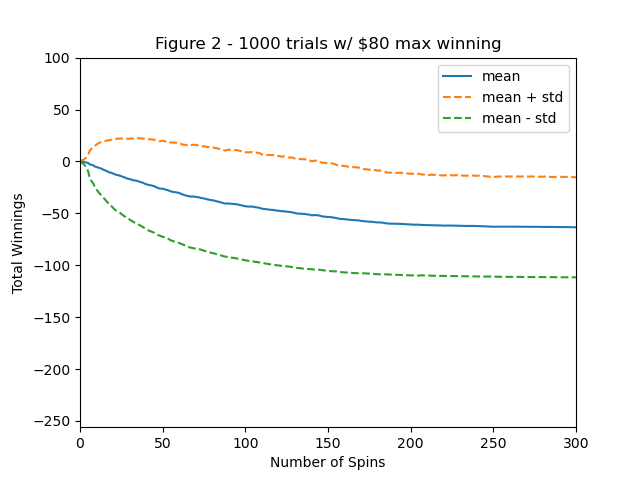 Figure 2 - 1000 trials w/ $80 max winning
100
50
0
−50
−100
−150
−200
−250
Total Winnings
mean
mean + std
mean - std
0 50 100 150 200 250 300
Number of Spins